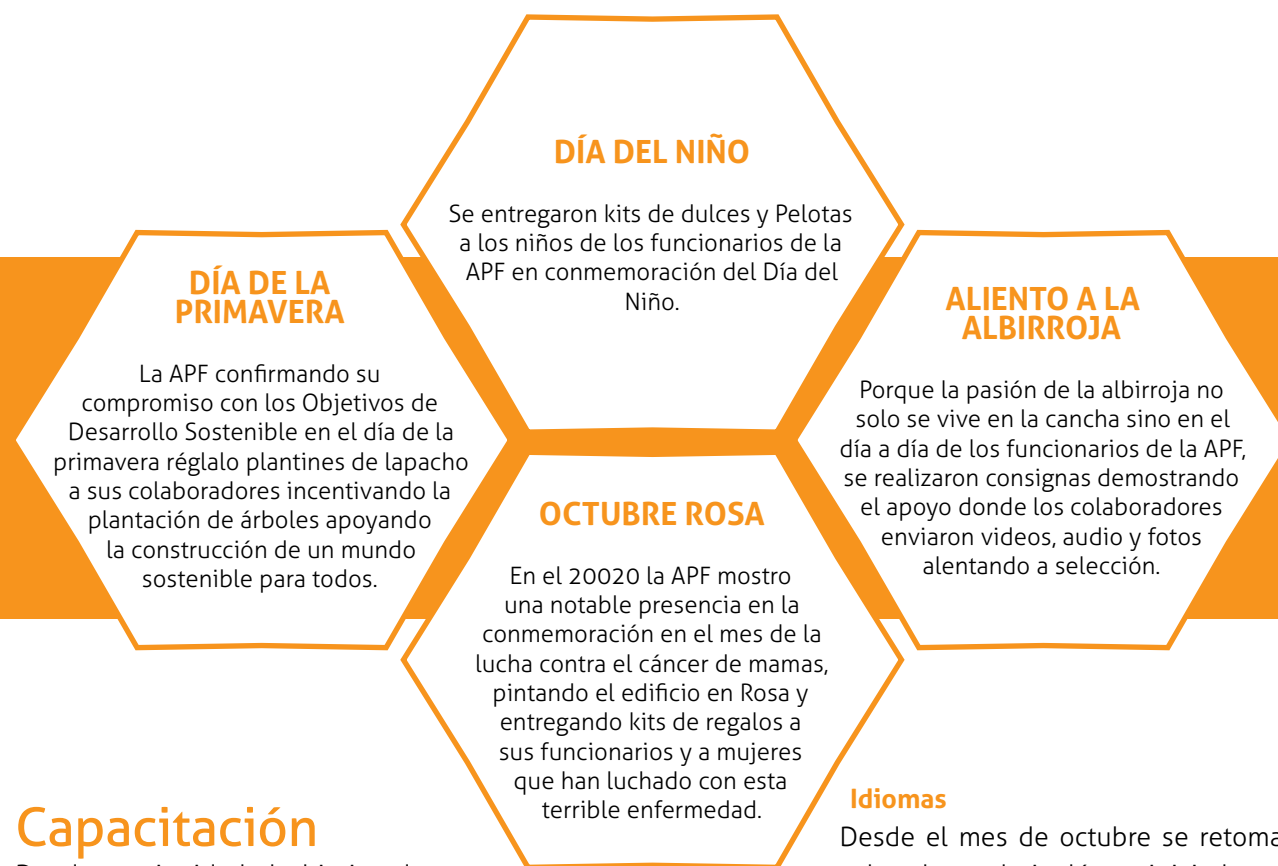 DÍA DEL NIÑO
Se entregaron kits de dulces y Pelotas
a los niños de los funcionarios de la
APF en conmemoración del Día del
Niño.
DÍA DE LA
PRIMAVERA
La APF confirmando su
compromiso con los Objetivos de
Desarrollo Sostenible en el día de la
primavera réglalo plantines de lapacho
a sus colaboradores incentivando la
plantación de árboles apoyando
la construcción de un mundo
sostenible para todos.
ALIENTO A LA
ALBIRROJA
Porque la pasión de la albirroja no
solo se vive en la cancha sino en el
día a día de los funcionarios de la APF,
se realizaron consignas demostrando
el apoyo donde los colaboradores
enviaron videos, audio y fotos
alentando a selección.
OCTUBRE ROSA
En el 20020 la APF mostro
una notable presencia en la
conmemoración en el mes de la
lucha contra el cáncer de mamas,
pintando el edificio en Rosa y
entregando kits de regalos a
sus funcionarios y a mujeres
que han luchado con esta
terrible enfermedad.
Capacitación
Idiomas
Desde el mes de octubre se retoma